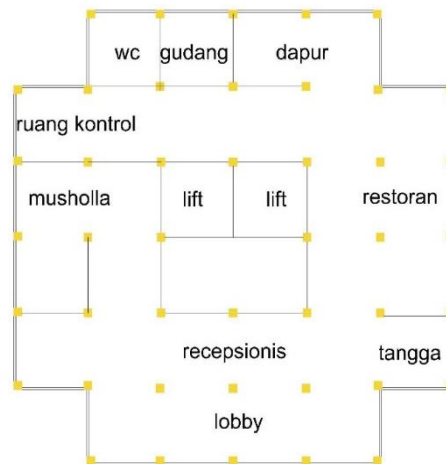 wc gudang dapur
ruang kontrol
musholla lift lift restoran
recepsionis tangga
lobby